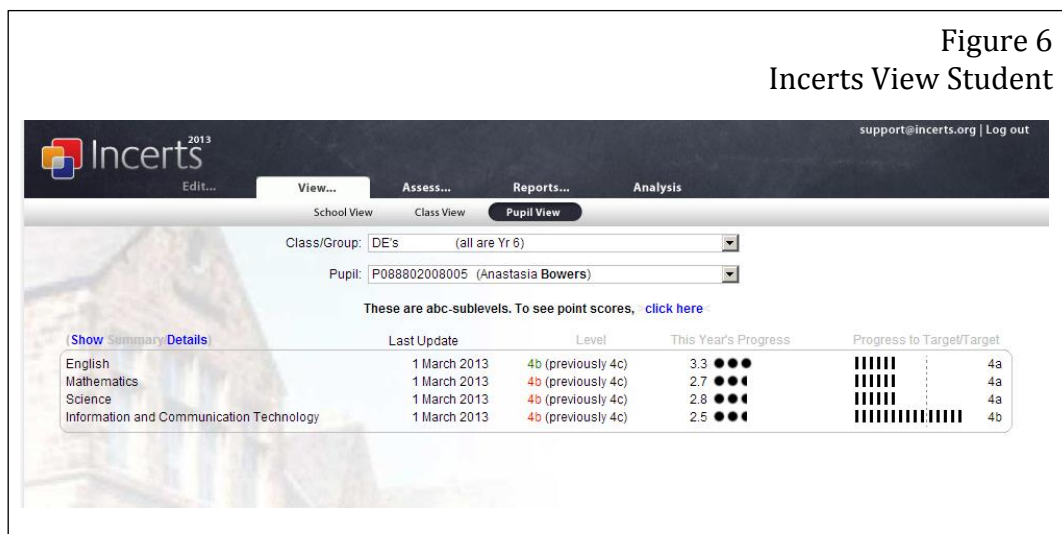 Figure 6
Incerts View Student
support@incerts.org | Log out
Incerts 2013
Edit... View... Assess... Reports... Analysis
School View Class View Pupil View
Class/Group: DE's (all are Yr 6)
Pupil: P088802008005 (Anastasia Bowers)
These are abc-sublevels. To see point scores, >click here<
(Show Summary/Details) Last Update Level This Year's Progress Progress to Target/Target
English 1 March 2013 4b (previously 4c) 3.3 4a
Mathematics 1 March 2013 4b (previously 4c) 2.7 4a
Science 1 March 2013 4b (previously 4c) 2.8 4a
Information and Communication Technology 1 March 2013 4b (previously 4c) 2.5 4b